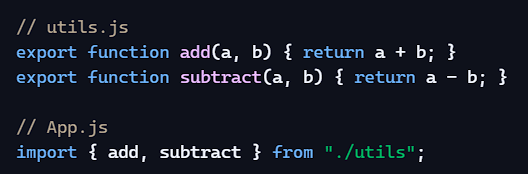 // utils.js
export function add(a, b) { return a + b; }
export function subtract(a, b) { return a - b; }
// App.js
import { add, subtract } from "./utils";